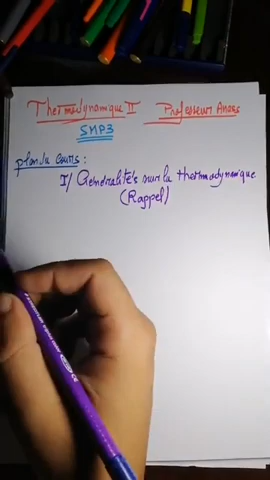 Thermodynamique II Professeur Anass
SMP3
plan du cours :
I/ Généralités sur la thermodynamique
(Rappel)